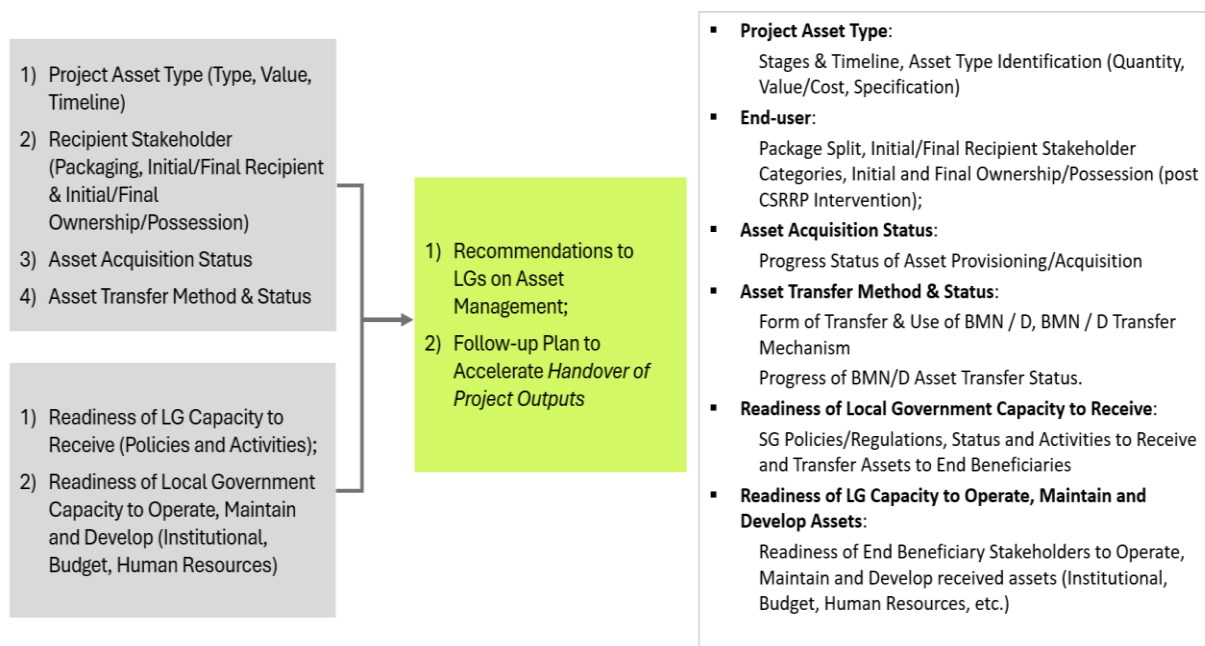 1) Project Asset Type (Type, Value,
Timeline)
2) Recipient Stakeholder
(Packaging, Initial/Final Recipient
& Initial/Final
Ownership/Possession)
3) Asset Acquisition Status
4) Asset Transfer Method & Status
1) Readiness of LG Capacity to
Receive (Policies and Activities);
2) Readiness of Local Government
Capacity to Operate, Maintain
and Develop (Institutional,
Budget, Human Resources)
1) Recommendations to
LGs on Asset
Management;
2) Follow-up Plan to
Accelerate Handover of
Project Outputs
▪ Project Asset Type:
Stages & Timeline, Asset Type Identification (Quantity,
Value/Cost, Specification)
▪ End-user:
Package Split, Initial/Final Recipient Stakeholder
Categories, Initial and Final Ownership/Possession (post
CSRRP Intervention);
▪ Asset Acquisition Status:
Progress Status of Asset Provisioning/Acquisition
▪ Asset Transfer Method & Status:
Form of Transfer & Use of BMN / D, BMN / D Transfer
Mechanism
Progress of BMN/D Asset Transfer Status.
▪ Readiness of Local Government Capacity to Receive:
SG Policies/Regulations, Status and Activities to Receive
and Transfer Assets to End Beneficiaries
▪ Readiness of LG Capacity to Operate, Maintain and
Develop Assets:
Readiness of End Beneficiary Stakeholders to Operate,
Maintain and Develop received assets (Institutional,
Budget, Human Resources, etc.)